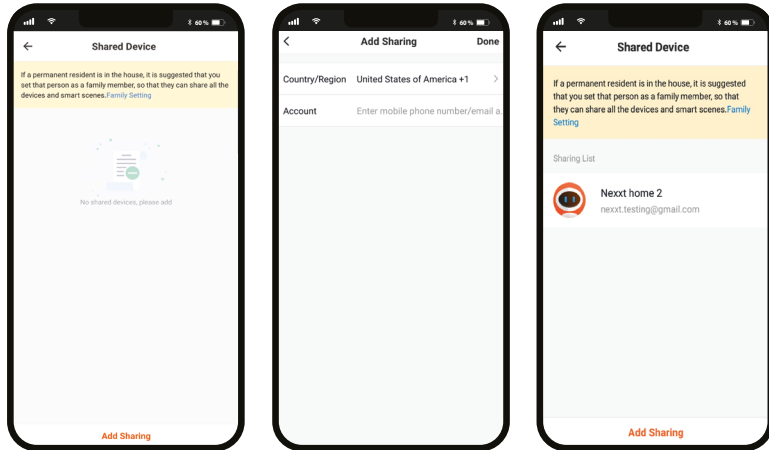 60 %
Shared Device
If a permanent resident is in the house, it is suggested that you
set that person as a family member, so that they can share all the
devices and smart scenes.Family Setting
No shared devices, please add
Add Sharing
60 %
Add Sharing
Done
Country/Region United States of America +1
Account Enter mobile phone number/email a.
60 %
Shared Device
If a permanent resident is in the house, it is suggested
that you set that person as a family member, so that
they can share all the devices and smart scenes.Family
Setting
Sharing List
Nexxt home 2
nexxt.testing@gmail.com
Add Sharing